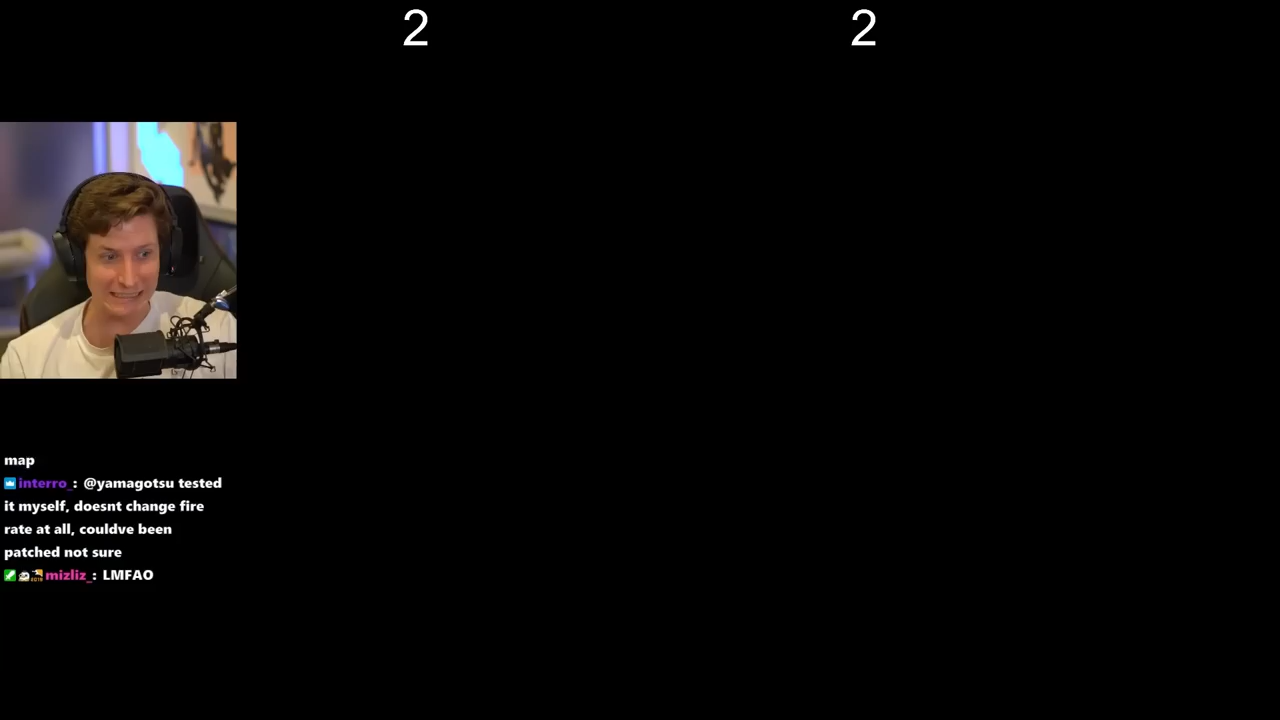 2 2
map
interro_: @yamagotsu tested
it myself, doesnt change fire
rate at all, couldve been
patched not sure
mizliz_: LMFAO